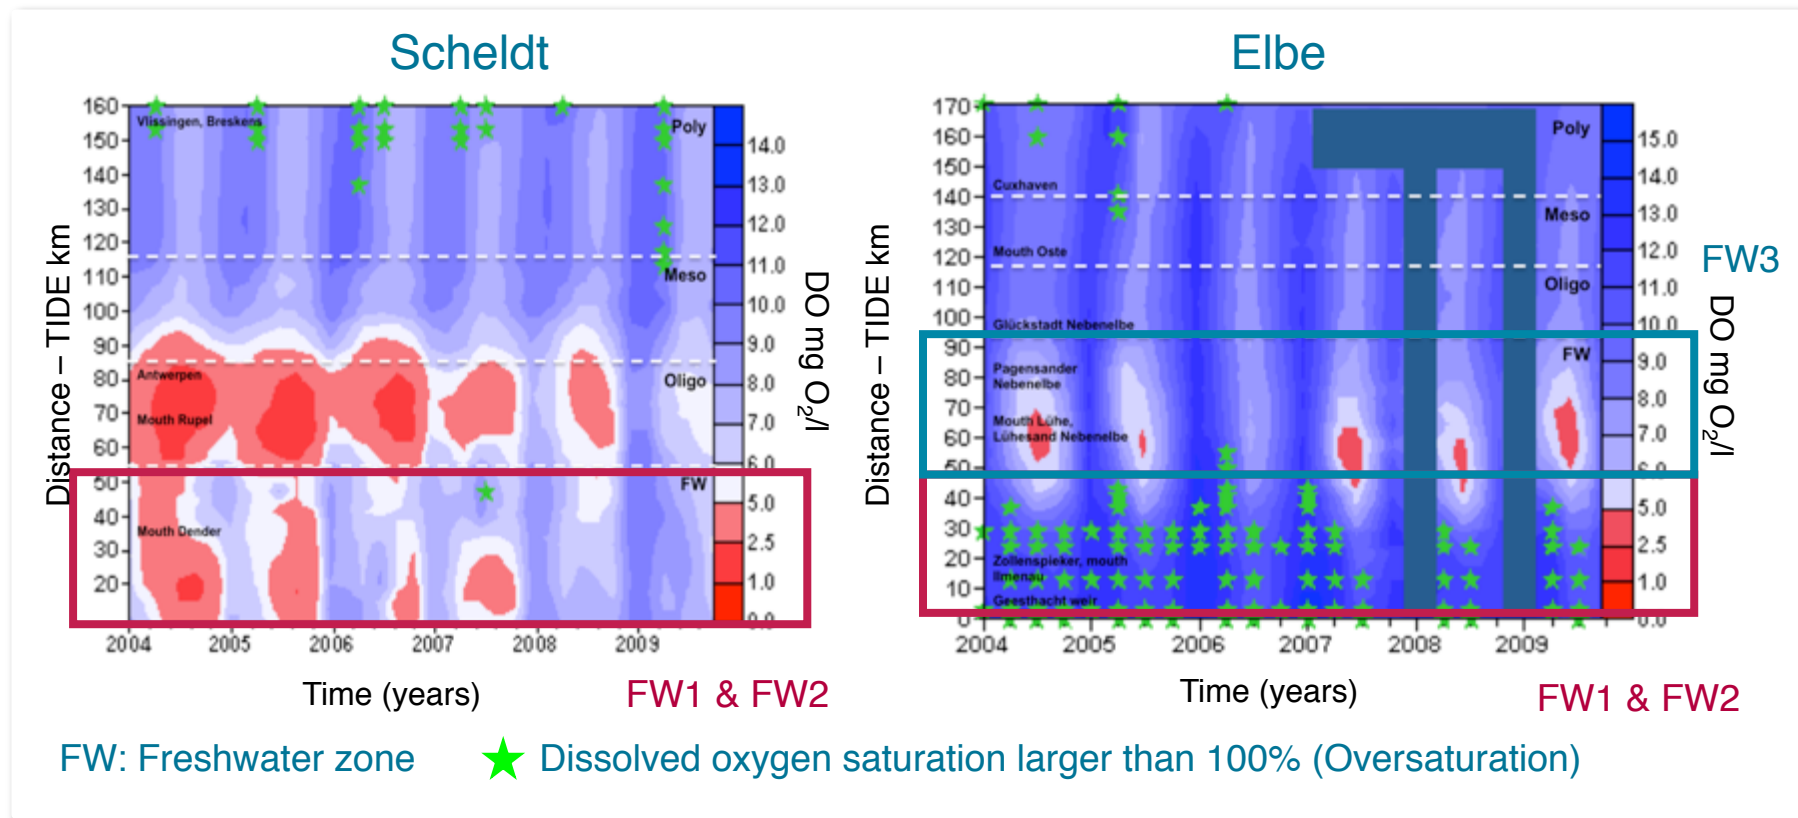 Scheldt
Distance – TIDE km
160
150
140
130
120
110
100
90
80
70
60
50
40
30
20
Vlissingen, Breskens
Antwerpen
Mouth Rupel
Mouth Dender
Poly
Meso
Oligo
FW
14.0
13.0
12.0
11.0
10.0
9.0
8.0
7.0
6.0
5.0
2.5
1.0
0.0
DO mg O₂/l
2004
2005
2006
2007
2008
2009
Time (years)
FW1 & FW2
Elbe
Distance – TIDE km
170
160
150
140
130
120
110
100
90
80
70
60
50
40
30
20
10
0
Cuxhaven
Mouth Oste
Glückstadt Nebenelbe
Pagensander
Nebenelbe
Mouth Lühe,
Lühesand Nebenelbe
Zollenspieker, mouth
Ilmenau
Geesthacht weir
Poly
Meso
Oligo
FW
15.0
14.0
13.0
12.0
11.0
10.0
9.0
8.0
7.0
6.0
5.0
2.5
1.0
0.0
FW3
DO mg O₂/l
2004
2005
2006
2007
2008
2009
Time (years)
FW1 & FW2
FW: Freshwater zone
Dissolved oxygen saturation larger than 100% (Oversaturation)